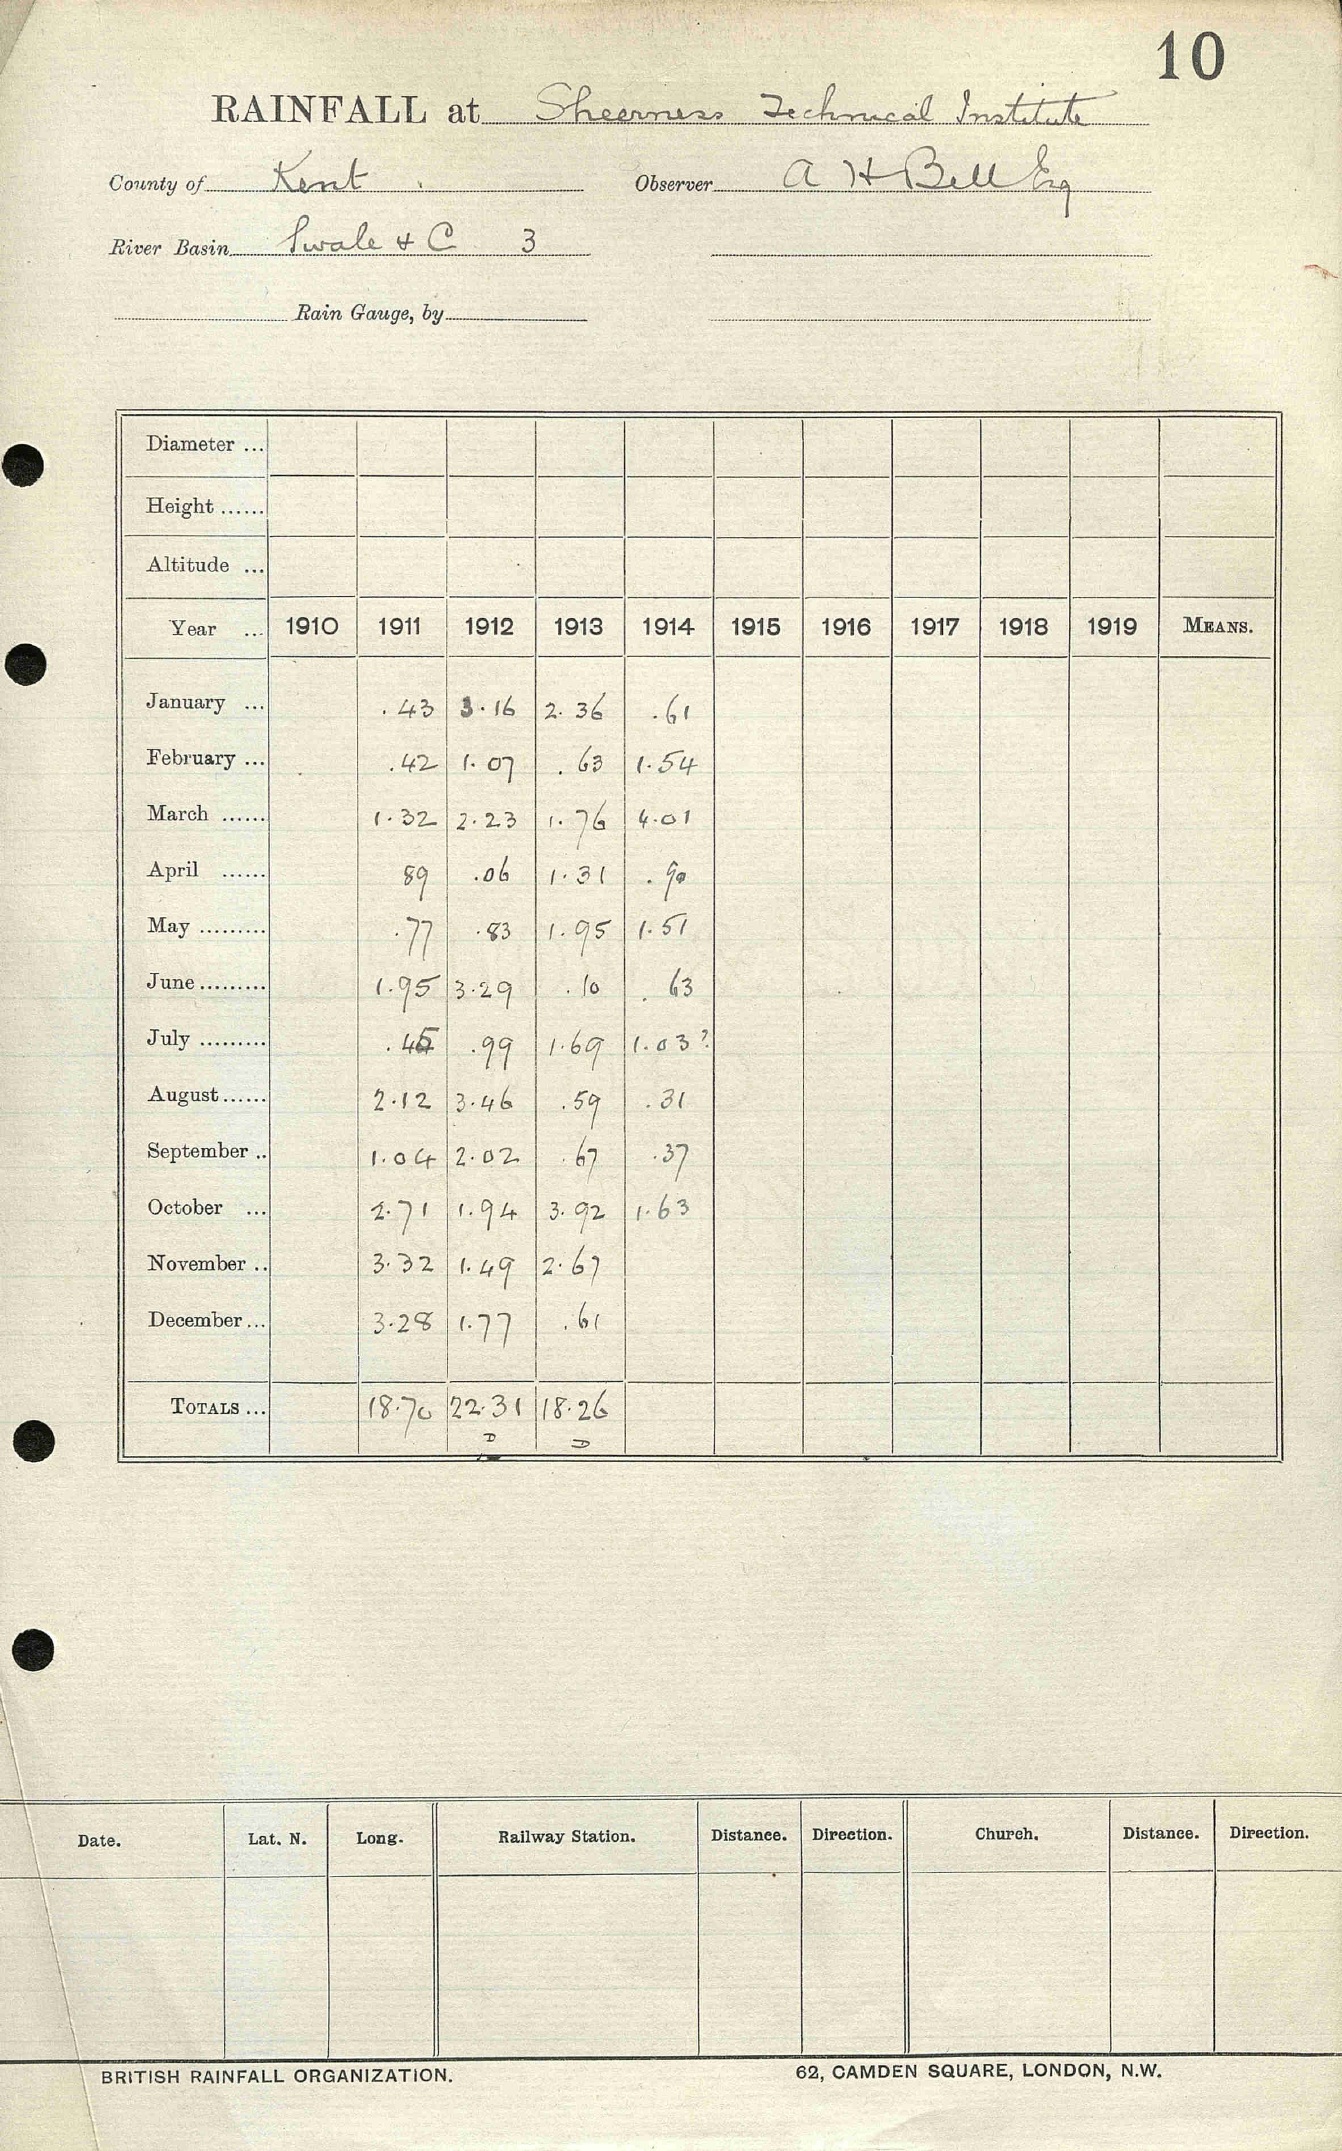 10
RAINFALL at Sheerness Technical Institute
County of Kent Observer A H Bell Esq
River Basin Swale & C 3
Rain Gauge, by
Diameter ...
Height ......
Altitude ...
Year ... 1910 1911 1912 1913 1914 1915 1916 1917 1918 1919 MEANS.
January ... .43 3.16 2.36 .61
February ... .42 1.07 .63 1.54
March ...... 1.32 2.23 1.76 4.01
April ...... 89 .06 1.31 .90
May ......... .77 .83 1.95 1.51
June ......... 1.95 3.29 .10 .63
July ......... .45 .99 1.69 1.03?
August ...... 2.12 3.46 .59 .31
September .. 1.04 2.02 .67 .37
October ... 2.71 1.94 3.92 1.63
November .. 3.32 1.49 2.67
December ... 3.28 1.77 .61
TOTALS ... 18.70 22.31 18.26
D D
Date. Lat. N. Long. Railway Station. Distance. Direction. Church. Distance. Direction.
BRITISH RAINFALL ORGANIZATION. 62, CAMDEN SQUARE, LONDON, N.W.